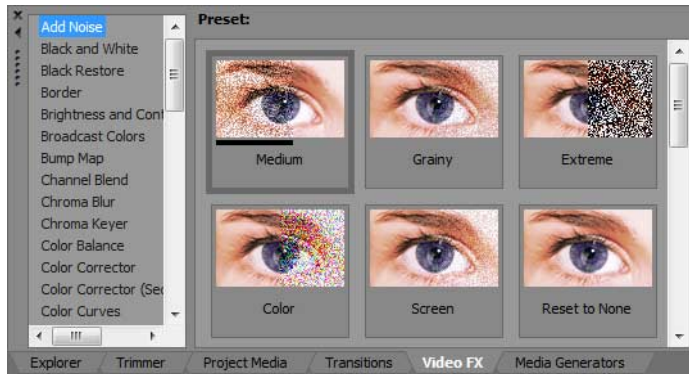 Preset:
Add Noise
Black and White
Black Restore
Border
Brightness and Cont
Broadcast Colors
Bump Map
Channel Blend
Chroma Blur
Chroma Keyer
Color Balance
Color Corrector
Color Corrector (Sec
Color Curves
Medium
Grainy
Extreme
Color
Screen
Reset to None
Explorer
Trimmer
Project Media
Transitions
Video FX
Media Generators